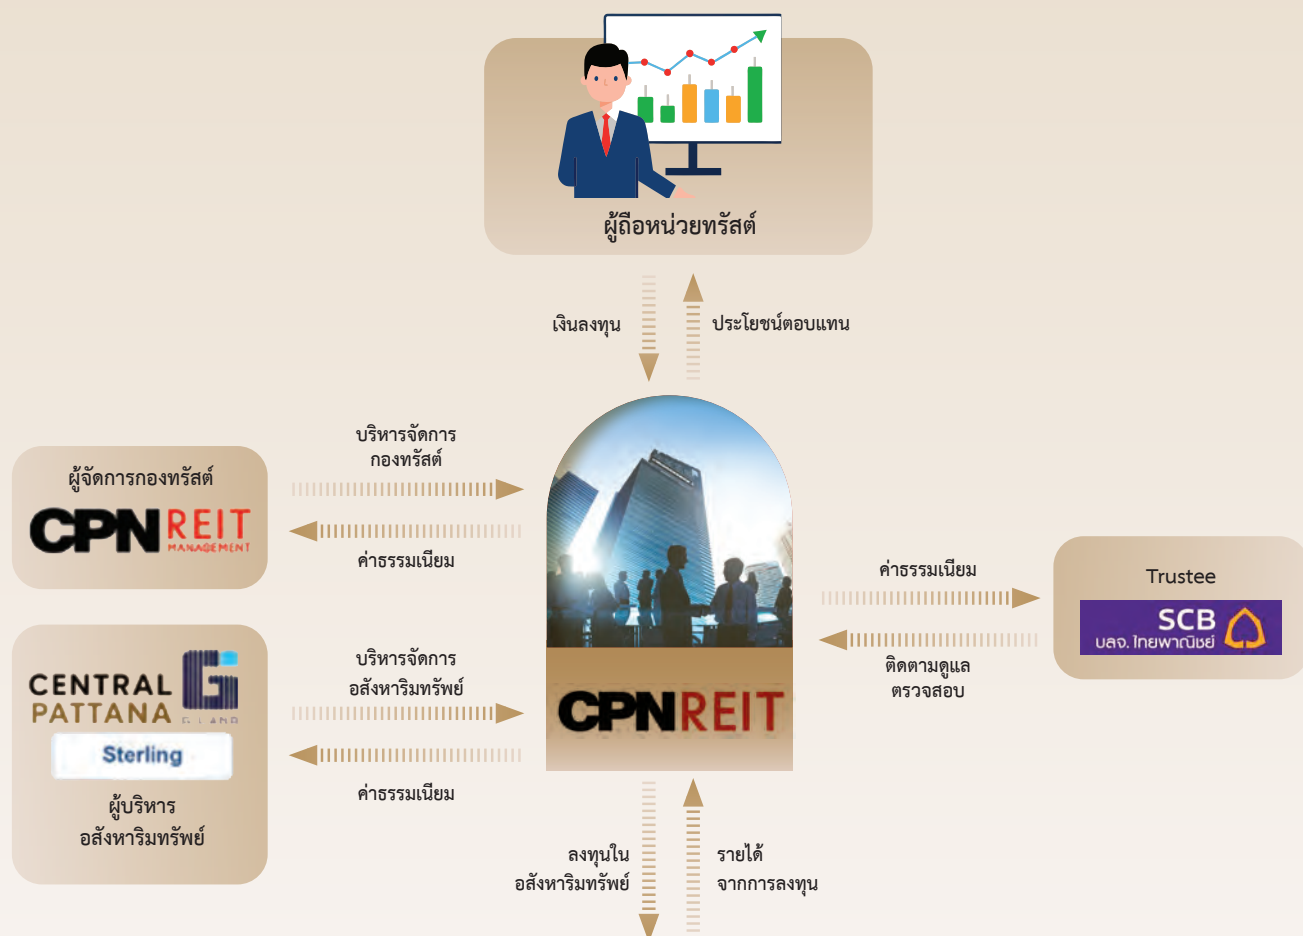 ผู้ถือหน่วยทรัสต์
เงินลงทุน
ประโยชน์ตอบแทน
บริหารจัดการ
กองทรัสต์
ผู้จัดการกองทรัสต์
CPN REIT
MANAGEMENT
ค่าธรรมเนียม
ค่าธรรมเนียม
Trustee
SCB
บลจ. ไทยพาณิชย์
ติดตามดูแล
ตรวจสอบ
บริหารจัดการ
อสังหาริมทรัพย์
CENTRAL
PATTANA
G LAND
Sterling
ผู้บริหาร
อสังหาริมทรัพย์
ค่าธรรมเนียม
CPNREIT
ลงทุนใน
อสังหาริมทรัพย์
รายได้
จากการลงทุน